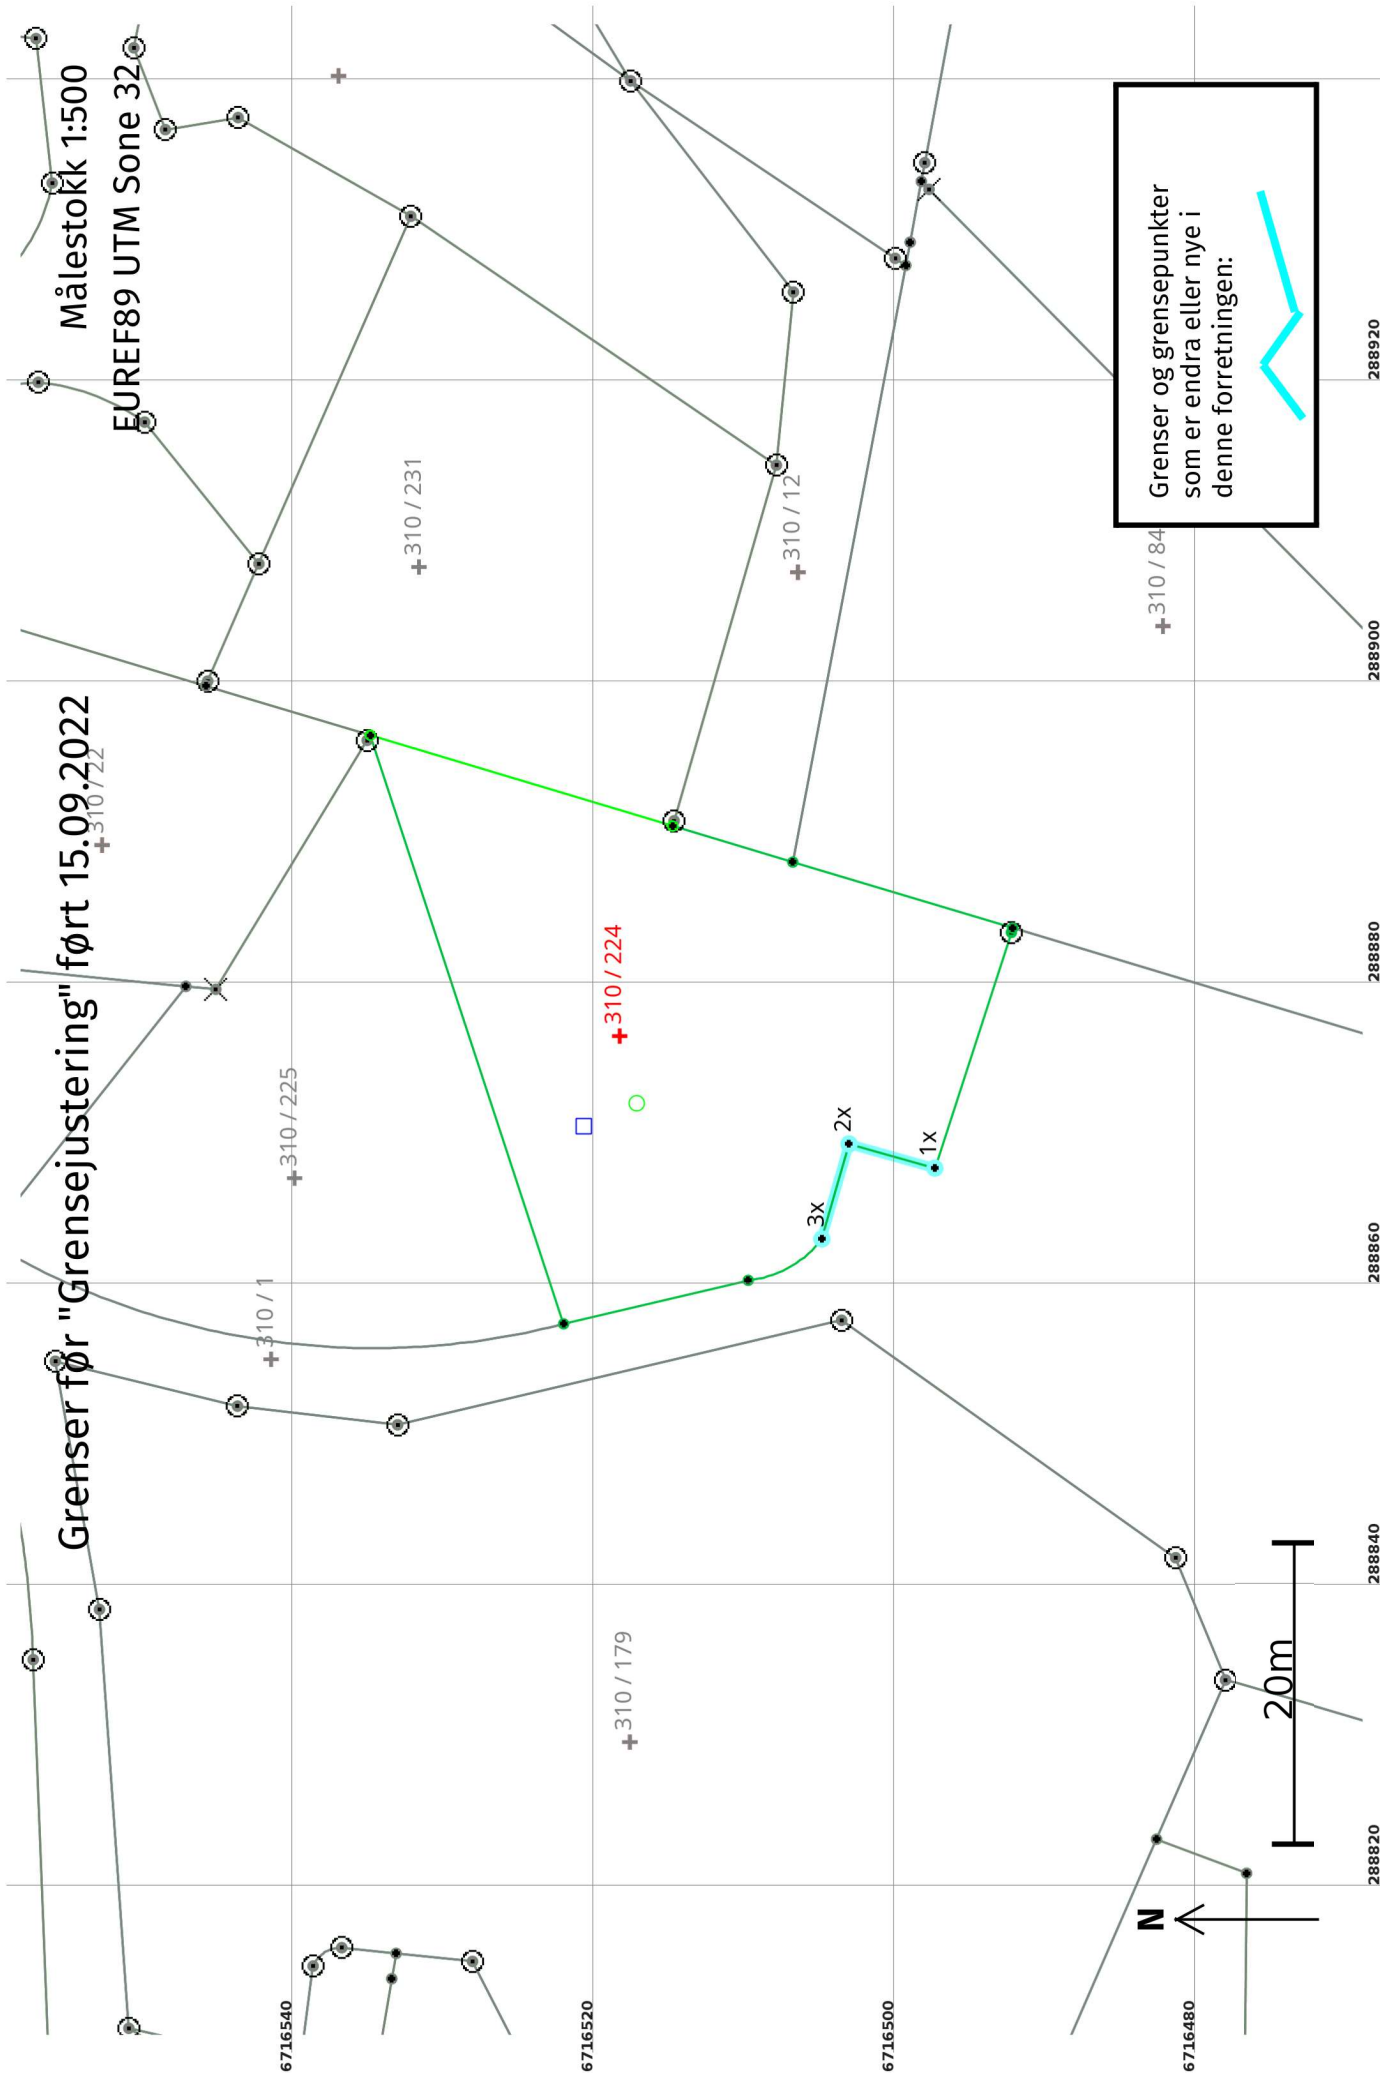 Grenser for "Grensejustering" ført 15.09.2022
Målestokk 1:500
EUREF89 UTM Sone 32
310 / 22
310 / 1
310 / 225
310 / 231
310 / 224
310 / 179
310 / 12
3x
2x
1x
310 / 84
Grenser og grensepunkter
som er endra eller nye i
denne forretningen:
N
20m
6716540
6716520
6716500
6716480
288820
288840
288860
288880
288900
288920